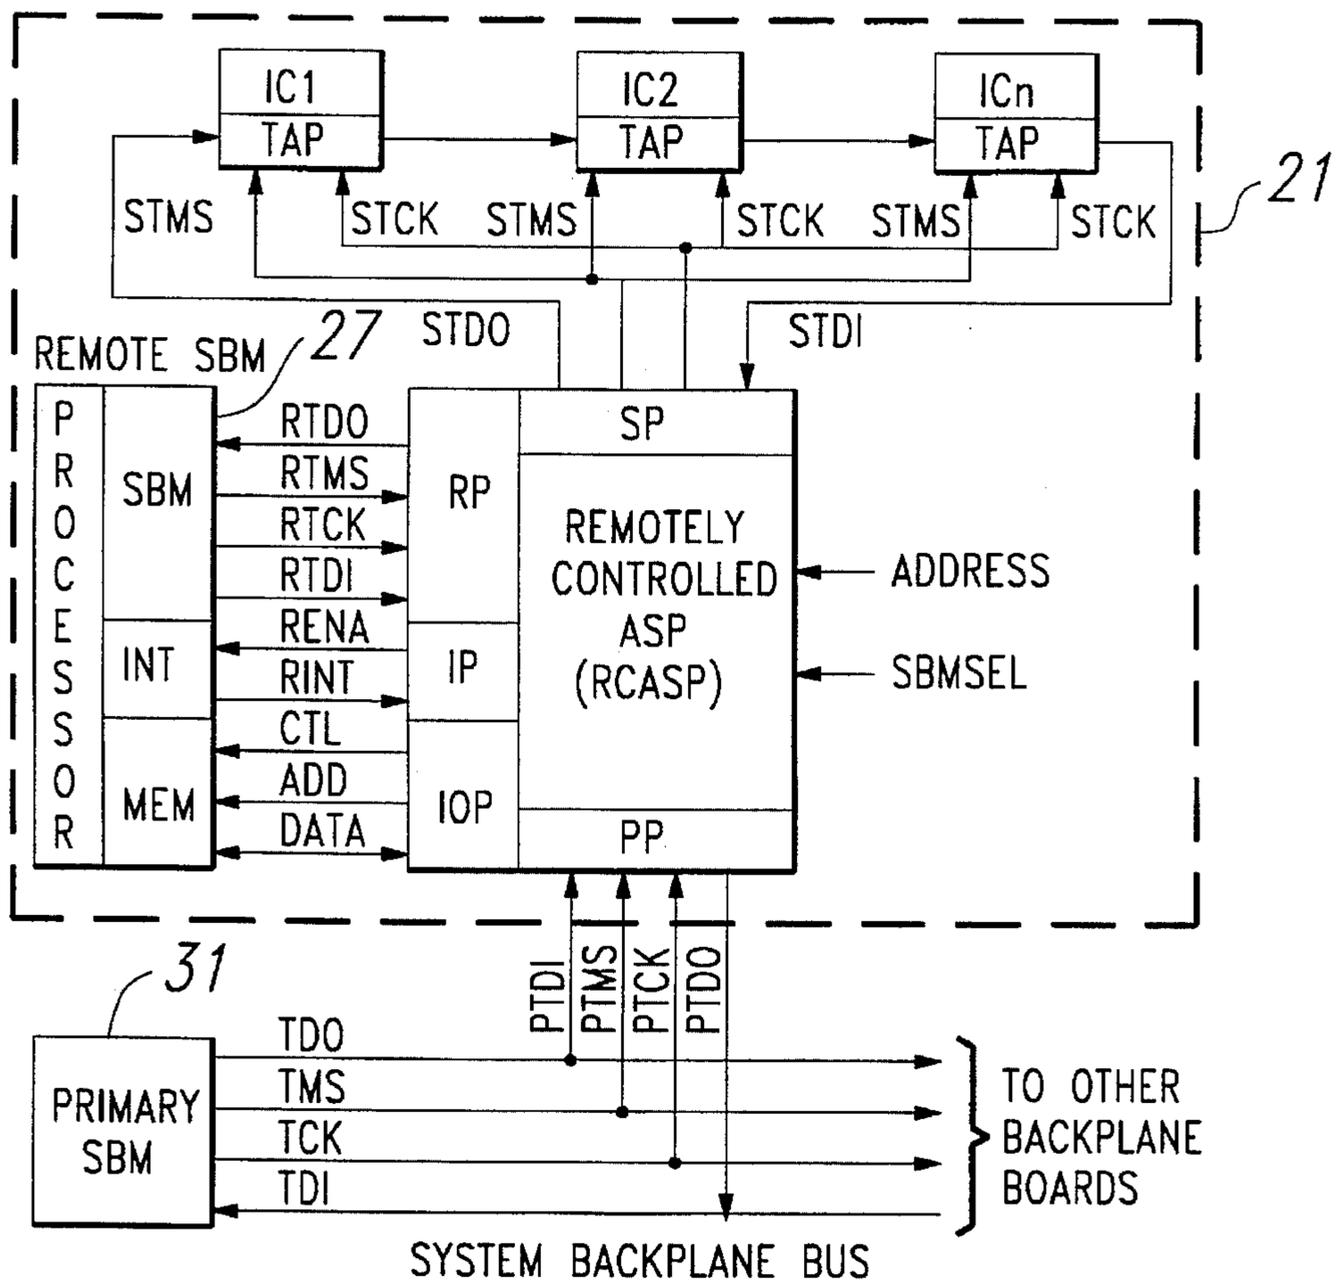 IC1
TAP
IC2
TAP
ICn
TAP
21
STMS
STCK
STMS
STCK
STMS
STCK
STDO
STDI
REMOTE SBM
27
PROCESSOR
SBM
INT
MEM
RTDO
RTMS
RTCK
RTDI
RENA
RINT
CTL
ADD
DATA
RP
IP
IOP
SP
REMOTELY
CONTROLLED
ASP
(RCASP)
PP
ADDRESS
SBMSEL
PTDI
PTMS
PTCK
PTDO
31
PRIMARY
SBM
TDO
TMS
TCK
TDI
TO OTHER
BACKPLANE
BOARDS
SYSTEM BACKPLANE BUS